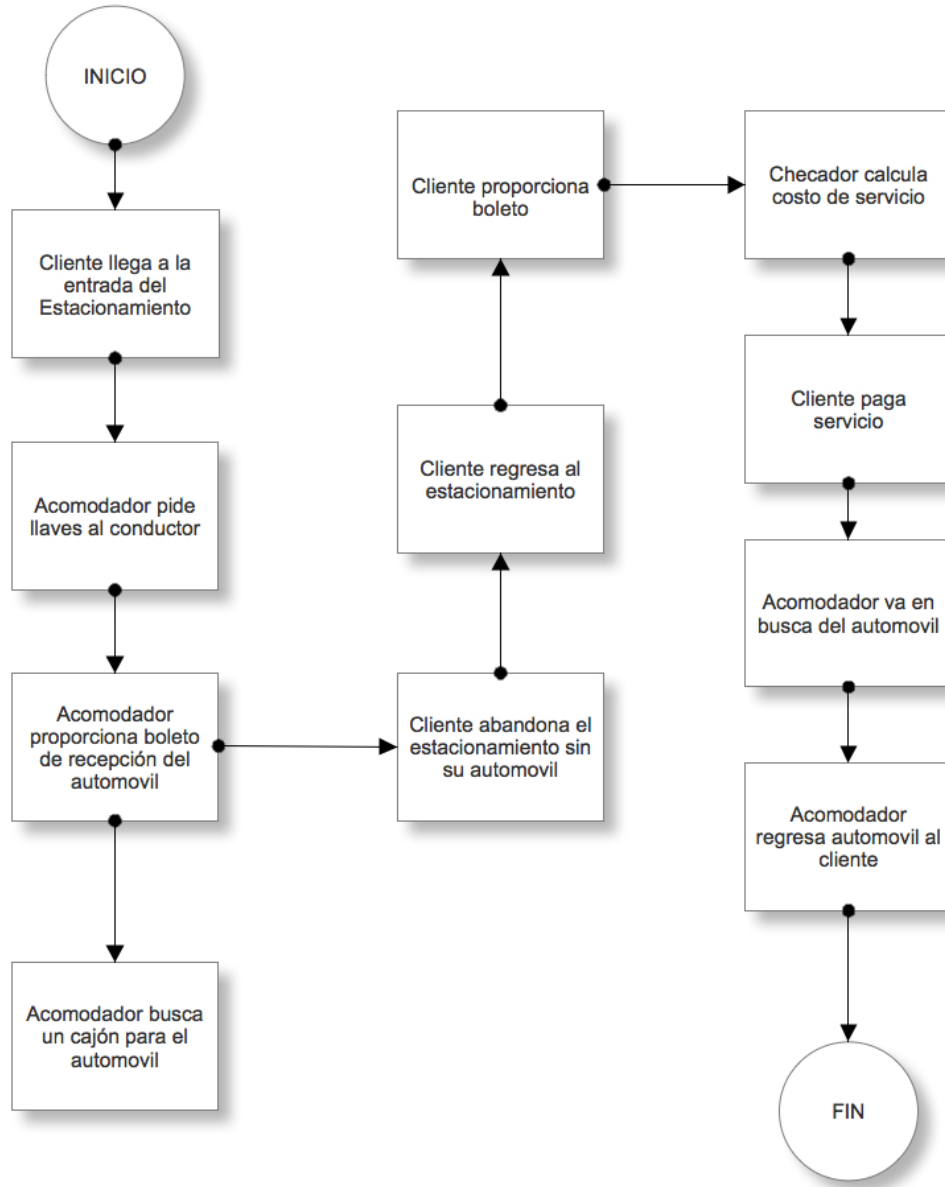 INICIO
Cliente llega a la
entrada del
Estacionamiento
Acomodador pide
llaves al conductor
Acomodador
proporciona boleto
de recepción del
automovil
Acomodador busca
un cajón para el
automovil
Cliente abandona el
estacionamiento sin
su automovil
Cliente regresa al
estacionamiento
Cliente proporciona
boleto
Checador calcula
costo de servicio
Cliente paga
servicio
Acomodador va en
busca del automovil
Acomodador
regresa automovil al
cliente
FIN